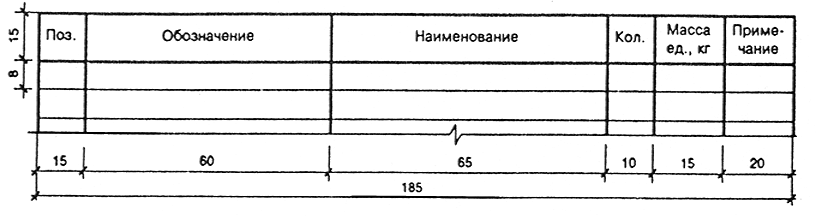 15
Поз.
Обозначение
Наименование
Кол.
Масса
ед., кг
Приме-
чание
8
15
60
65
10
15
20
185